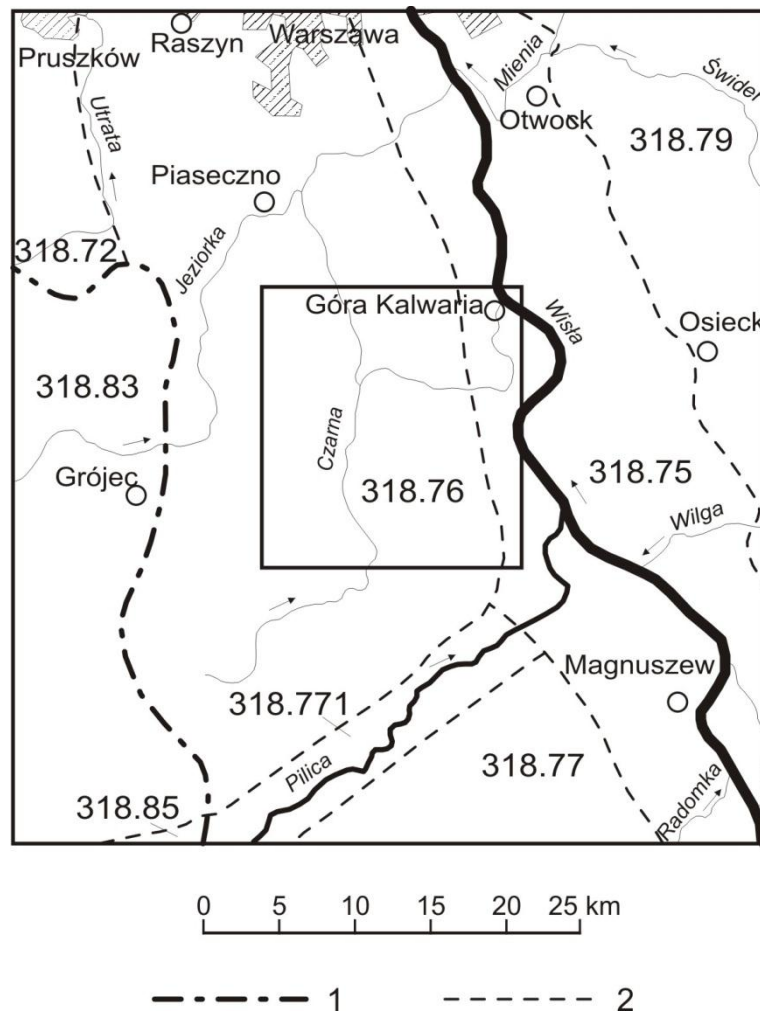 Pruszków
Raszyn
Warszawa
Mienia
Świder
Otwock
318.79
Utrata
Piaseczno
318.72
Jeziorka
Góra Kalwaria
Wisła
Osieck
318.83
Czarna
318.76
318.75
Grójec
Wilga
Magnuszew
318.771
Pilica
318.77
318.85
Radomka
0 5 10 15 20 25 km
1 2